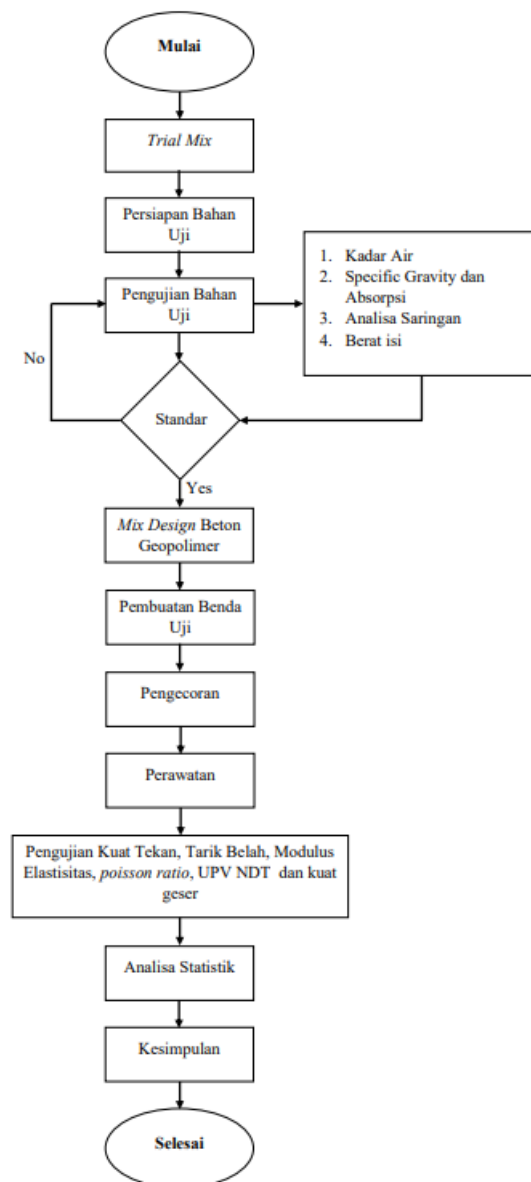 Mulai
Trial Mix
Persiapan Bahan
Uji
Pengujian Bahan
Uji
1. Kadar Air
2. Specific Gravity dan
Absorpsi
3. Analisa Saringan
4. Berat isi
No
Standar
Yes
Mix Design Beton
Geopolimer
Pembuatan Benda
Uji
Pengecoran
Perawatan
Pengujian Kuat Tekan, Tarik Belah, Modulus
Elastisitas, poisson ratio, UPV NDT dan kuat
geser
Analisa Statistik
Kesimpulan
Selesai